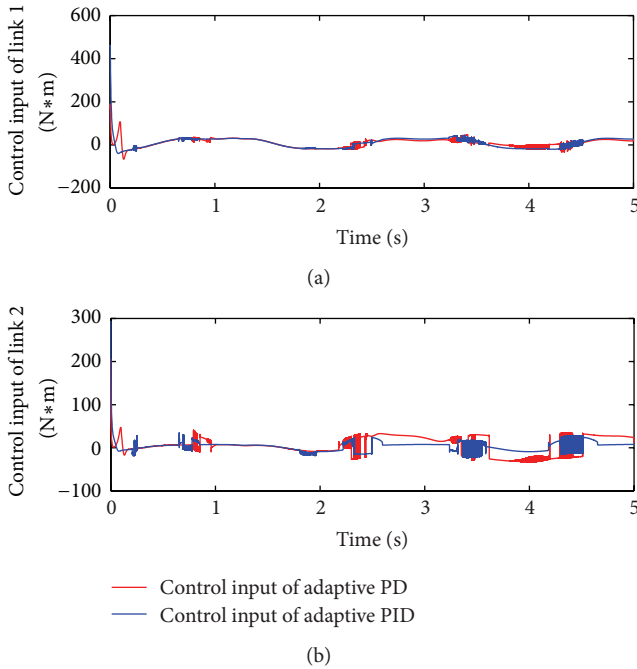 Control input of link 1
(N∗m)
600
400
200
0
−200
0
1
2
3
4
5
Time (s)
(a)
Control input of link 2
(N∗m)
300
200
100
0
−100
0
1
2
3
4
5
Time (s)
Control input of adaptive PD
Control input of adaptive PID
(b)